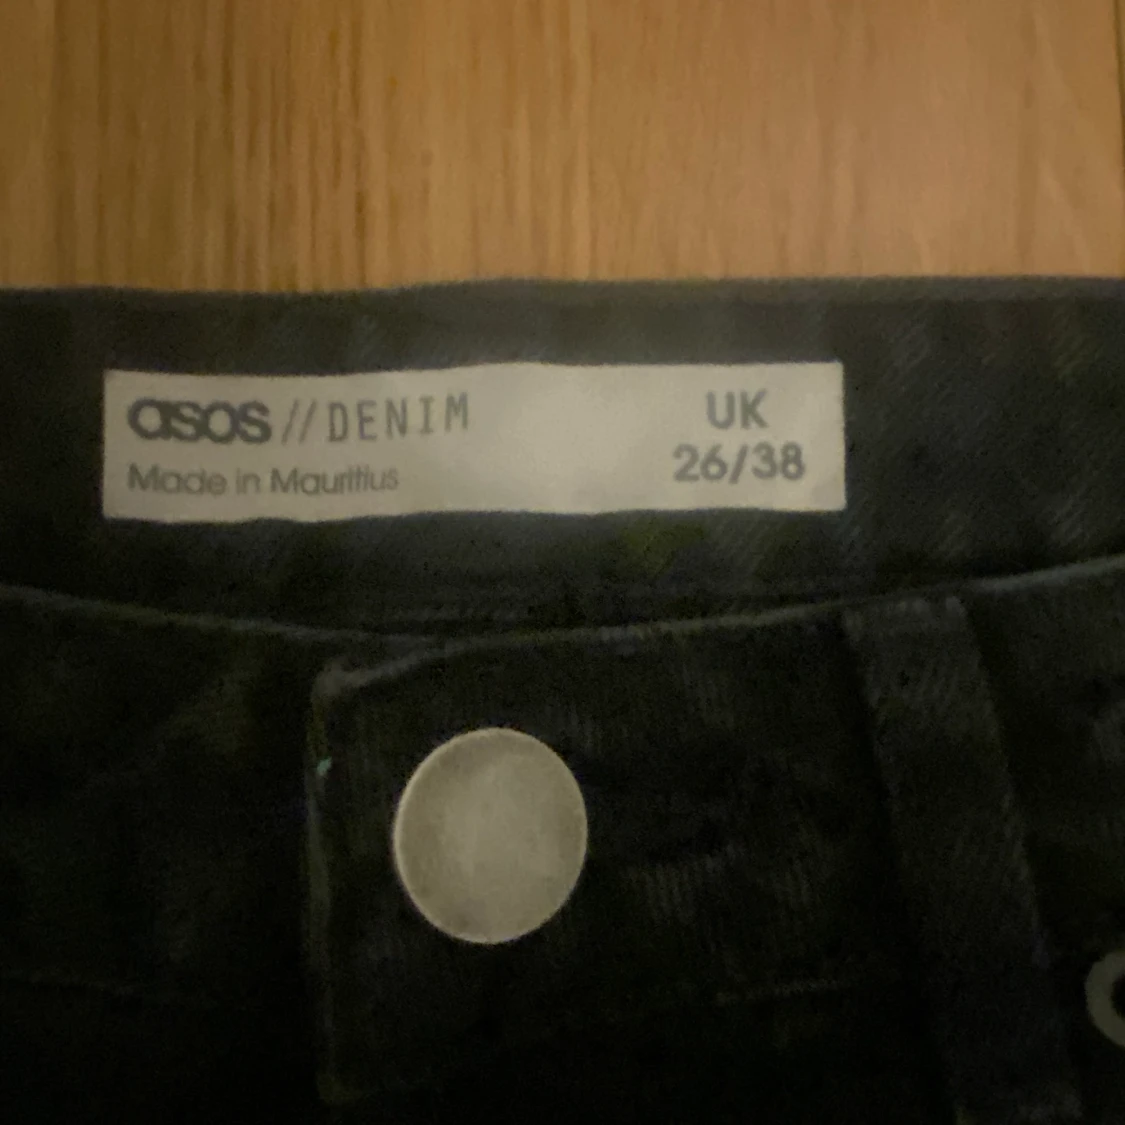 asos//DENIM
Made in Mauritius
UK
26/38